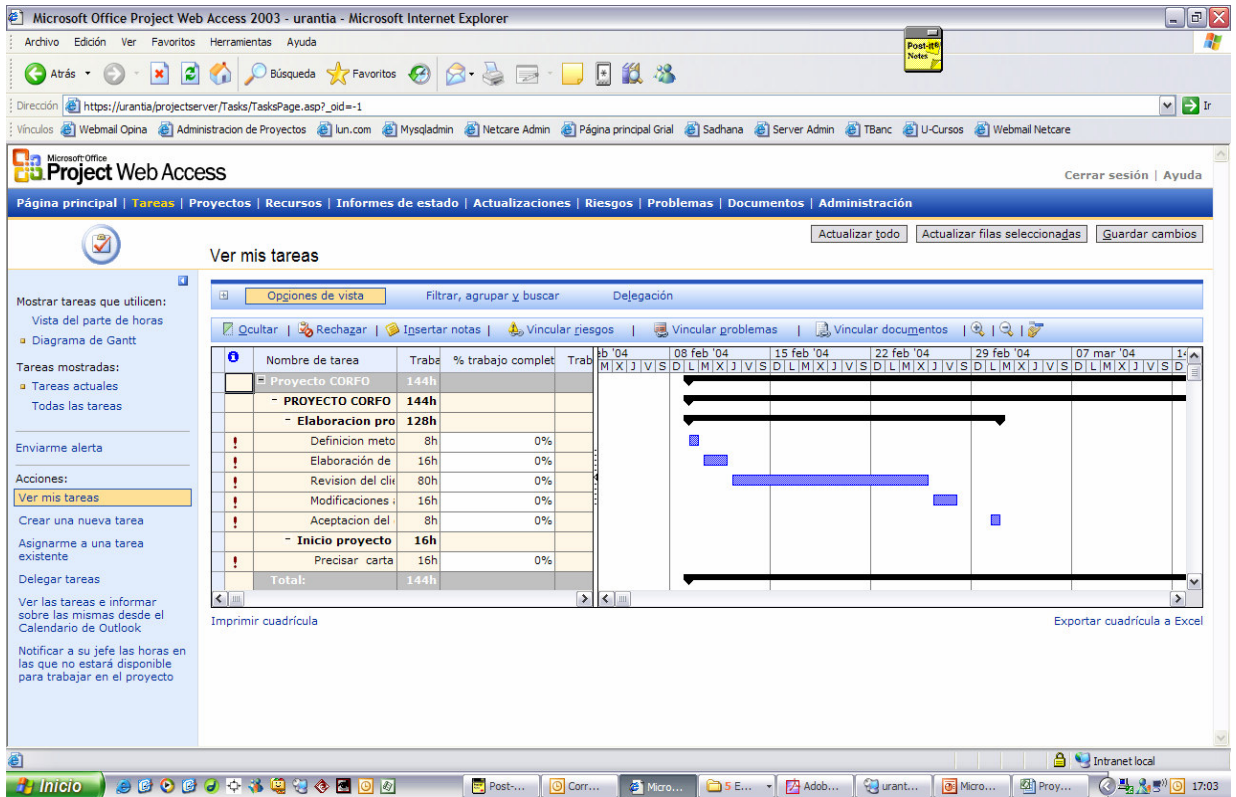 Microsoft Office Project Web Access 2003 - urantia - Microsoft Internet Explorer
Archivo Edición Ver Favoritos Herramientas Ayuda
Post-it®
Notes
Atrás Búsqueda Favoritos
Dirección https://urantia/projectserver/Tasks/TasksPage.asp?_oid=-1 Ir
Vínculos Webmail Opina Administracion de Proyectos lun.com Mysqladmin Netcare Admin Página principal Grial Sadhana Server Admin TBanc U-Cursos Webmail Netcare
Microsoft Office
Project Web Access
Cerrar sesión | Ayuda
Página principal | Tareas | Proyectos | Recursos | Informes de estado | Actualizaciones | Riesgos | Problemas | Documentos | Administración
Actualizar todo Actualizar filas seleccionadas Guardar cambios
Ver mis tareas
Mostrar tareas que utilicen:
Vista del parte de horas
Diagrama de Gantt
Tareas mostradas:
Tareas actuales
Todas las tareas
Enviarme alerta
Acciones:
Ver mis tareas
Crear una nueva tarea
Asignarme a una tarea
existente
Delegar tareas
Ver las tareas e informar
sobre las mismas desde el
Calendario de Outlook
Notificar a su jefe las horas en
las que no estará disponible
para trabajar en el proyecto
Opciones de vista Filtrar, agrupar y buscar Delegación
Ocultar | Rechazar | Insertar notas | Vincular riesgos | Vincular problemas | Vincular documentos
Nombre de tarea Traba % trabajo complet Trab
eb '04 08 feb '04 15 feb '04 22 feb '04 29 feb '04 07 mar '04 14
M X J V S D L M X J V S D L M X J V S D L M X J V S D L M X J V S D L M X J V S D
Proyecto CORFO 144h
PROYECTO CORFO 144h
Elaboracion pro 128h
Definicion meto 8h 0%
Elaboración de 16h 0%
Revision del clie 80h 0%
Modificaciones a 16h 0%
Aceptacion del 8h 0%
Inicio proyecto 16h
Precisar carta 16h 0%
Total: 144h
Imprimir cuadrícula
Exportar cuadrícula a Excel
Intranet local
Inicio Post-... Corr... Micro... 5 E... Adob... urant... Micro... Proy... 17:03